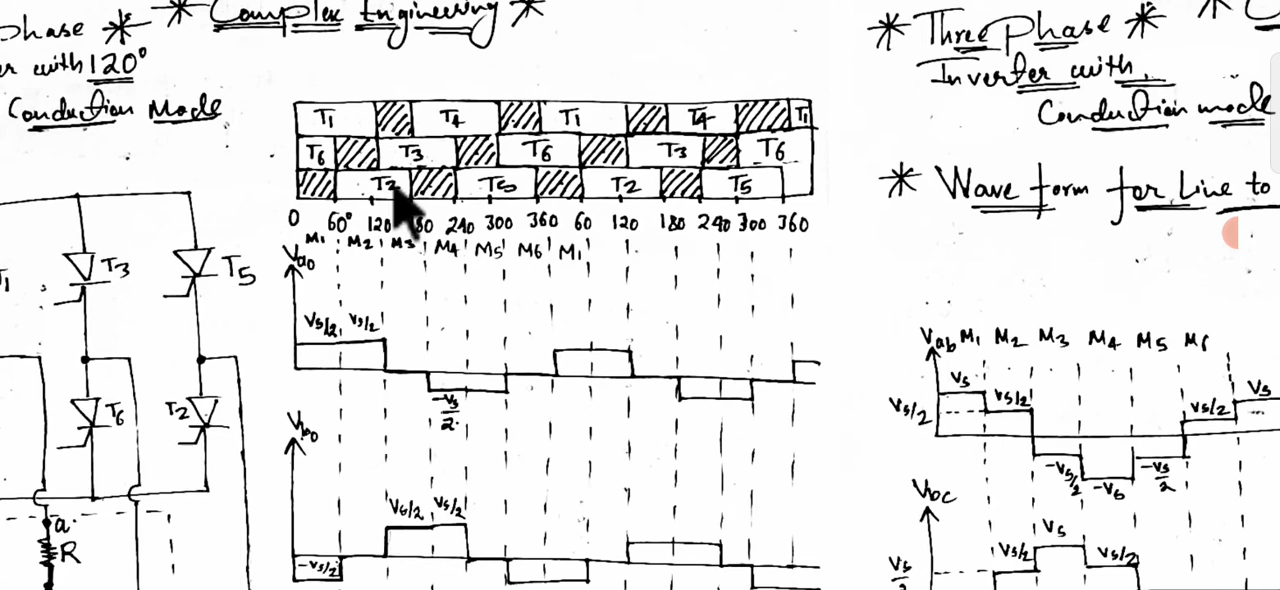 phase * * Complex Engineering *
er with 120°
Conduction Mode
T1 T4 T1 T4 T1
T6 T3 T6 T3 T6
T2 T5 T2 T5
0 60° 120 180 240 300 360 60 120 180 240 300 360
M1 M2 M3 M4 M5 M6 M1
Vao
Vs/2 Vs/2
-Vs/2
Vbo
Vs/2 Vs/2
-Vs/2
T1 T3 T5
T6 T2
a
R
* Three Phase *
Inverter with
Conduction mode
* Wave form for Line to
Vab M1 M2 M3 M4 M5 M6
Vs Vs/2 Vs/2 Vs
Vs/2
-Vs/2 -Vs -Vs/2
Vbc
Vs
Vs/2 Vs/2
Vs/2